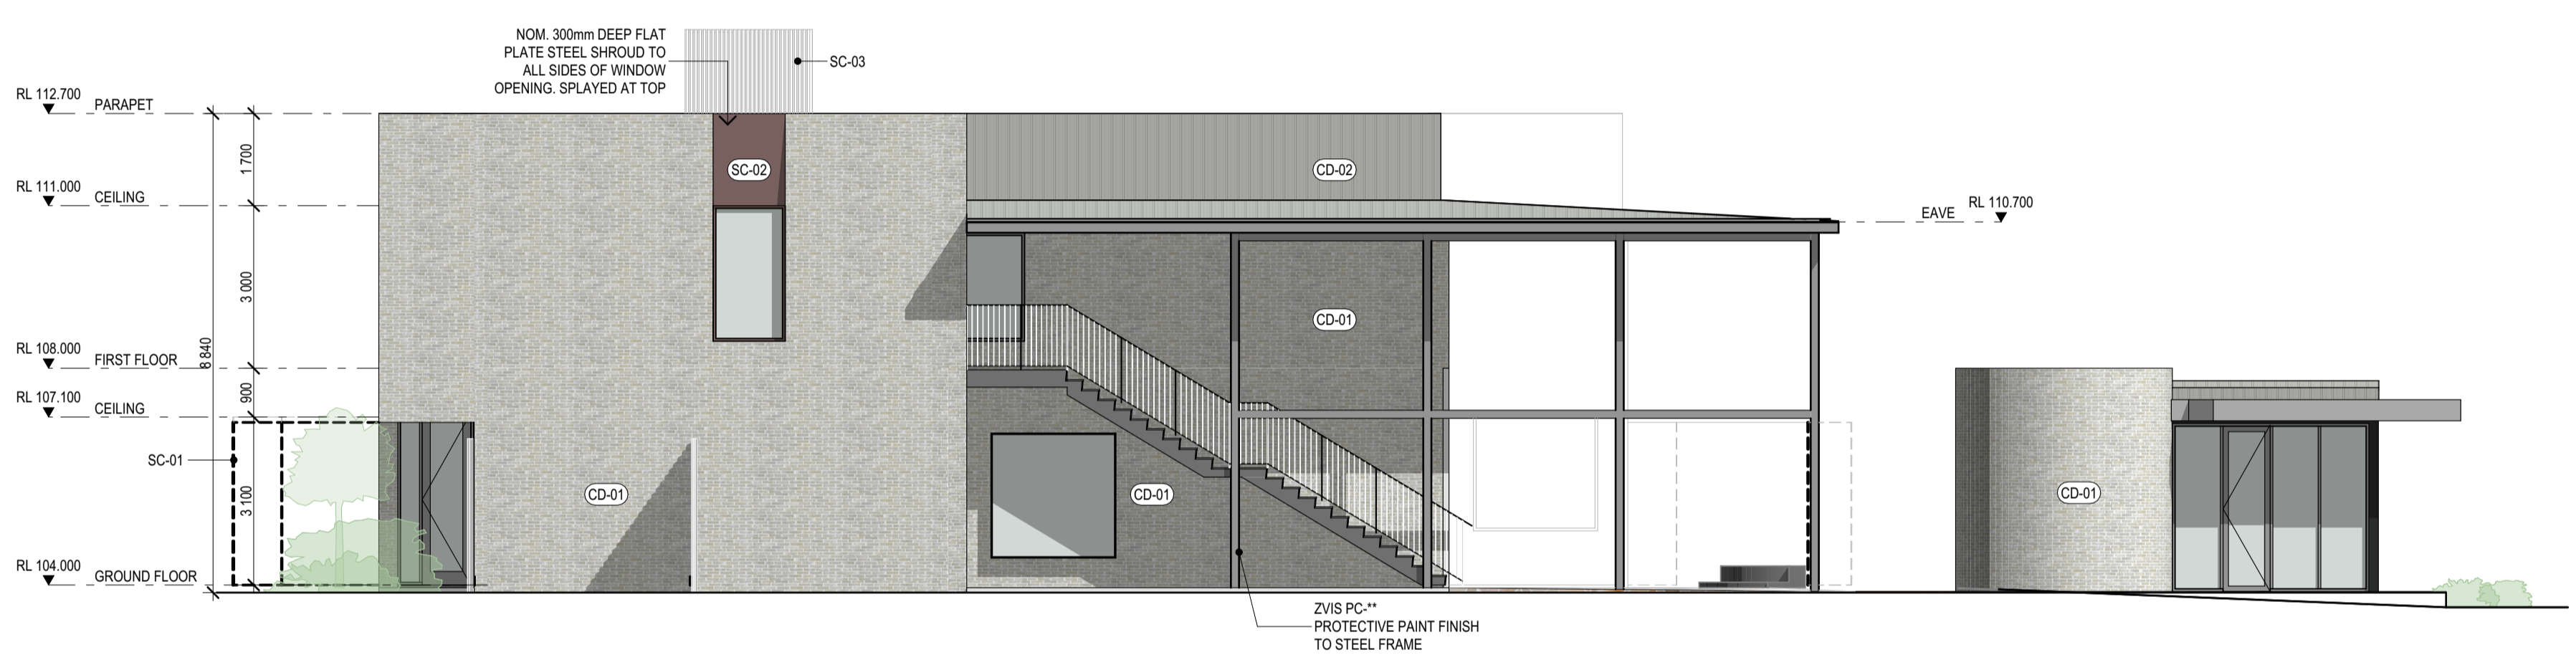 NOM. 300mm DEEP FLAT
PLATE STEEL SHROUD TO
ALL SIDES OF WINDOW
OPENING. SPLAYED AT TOP
SC-03
RL 112.700
PARAPET
1 700
SC-02
CD-02
RL 111.000
CEILING
RL 110.700
EAVE
3 000
CD-01
8 840
RL 108.000
FIRST FLOOR
900
RL 107.100
CEILING
SC-01
3 100
CD-01
CD-01
CD-01
RL 104.000
GROUND FLOOR
ZVIS PC-**
PROTECTIVE PAINT FINISH
TO STEEL FRAME